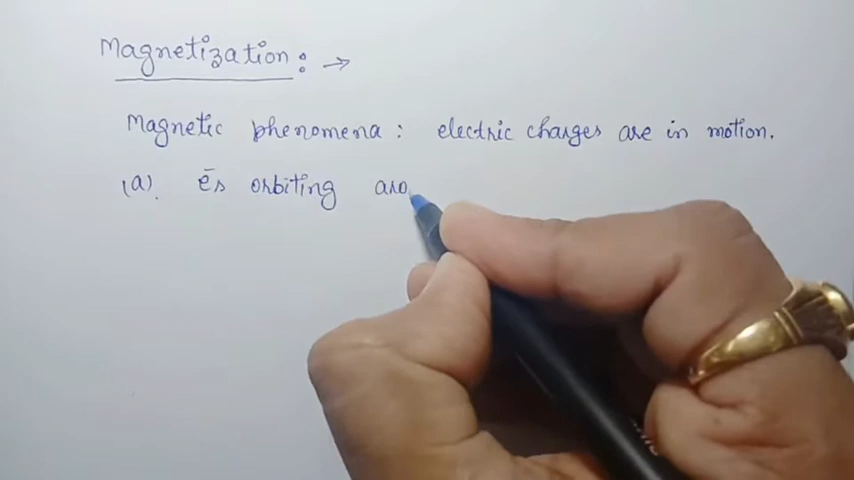 Magnetization : →
Magnetic phenomena : electric charges are in motion.
(a). ēs orbiting aro